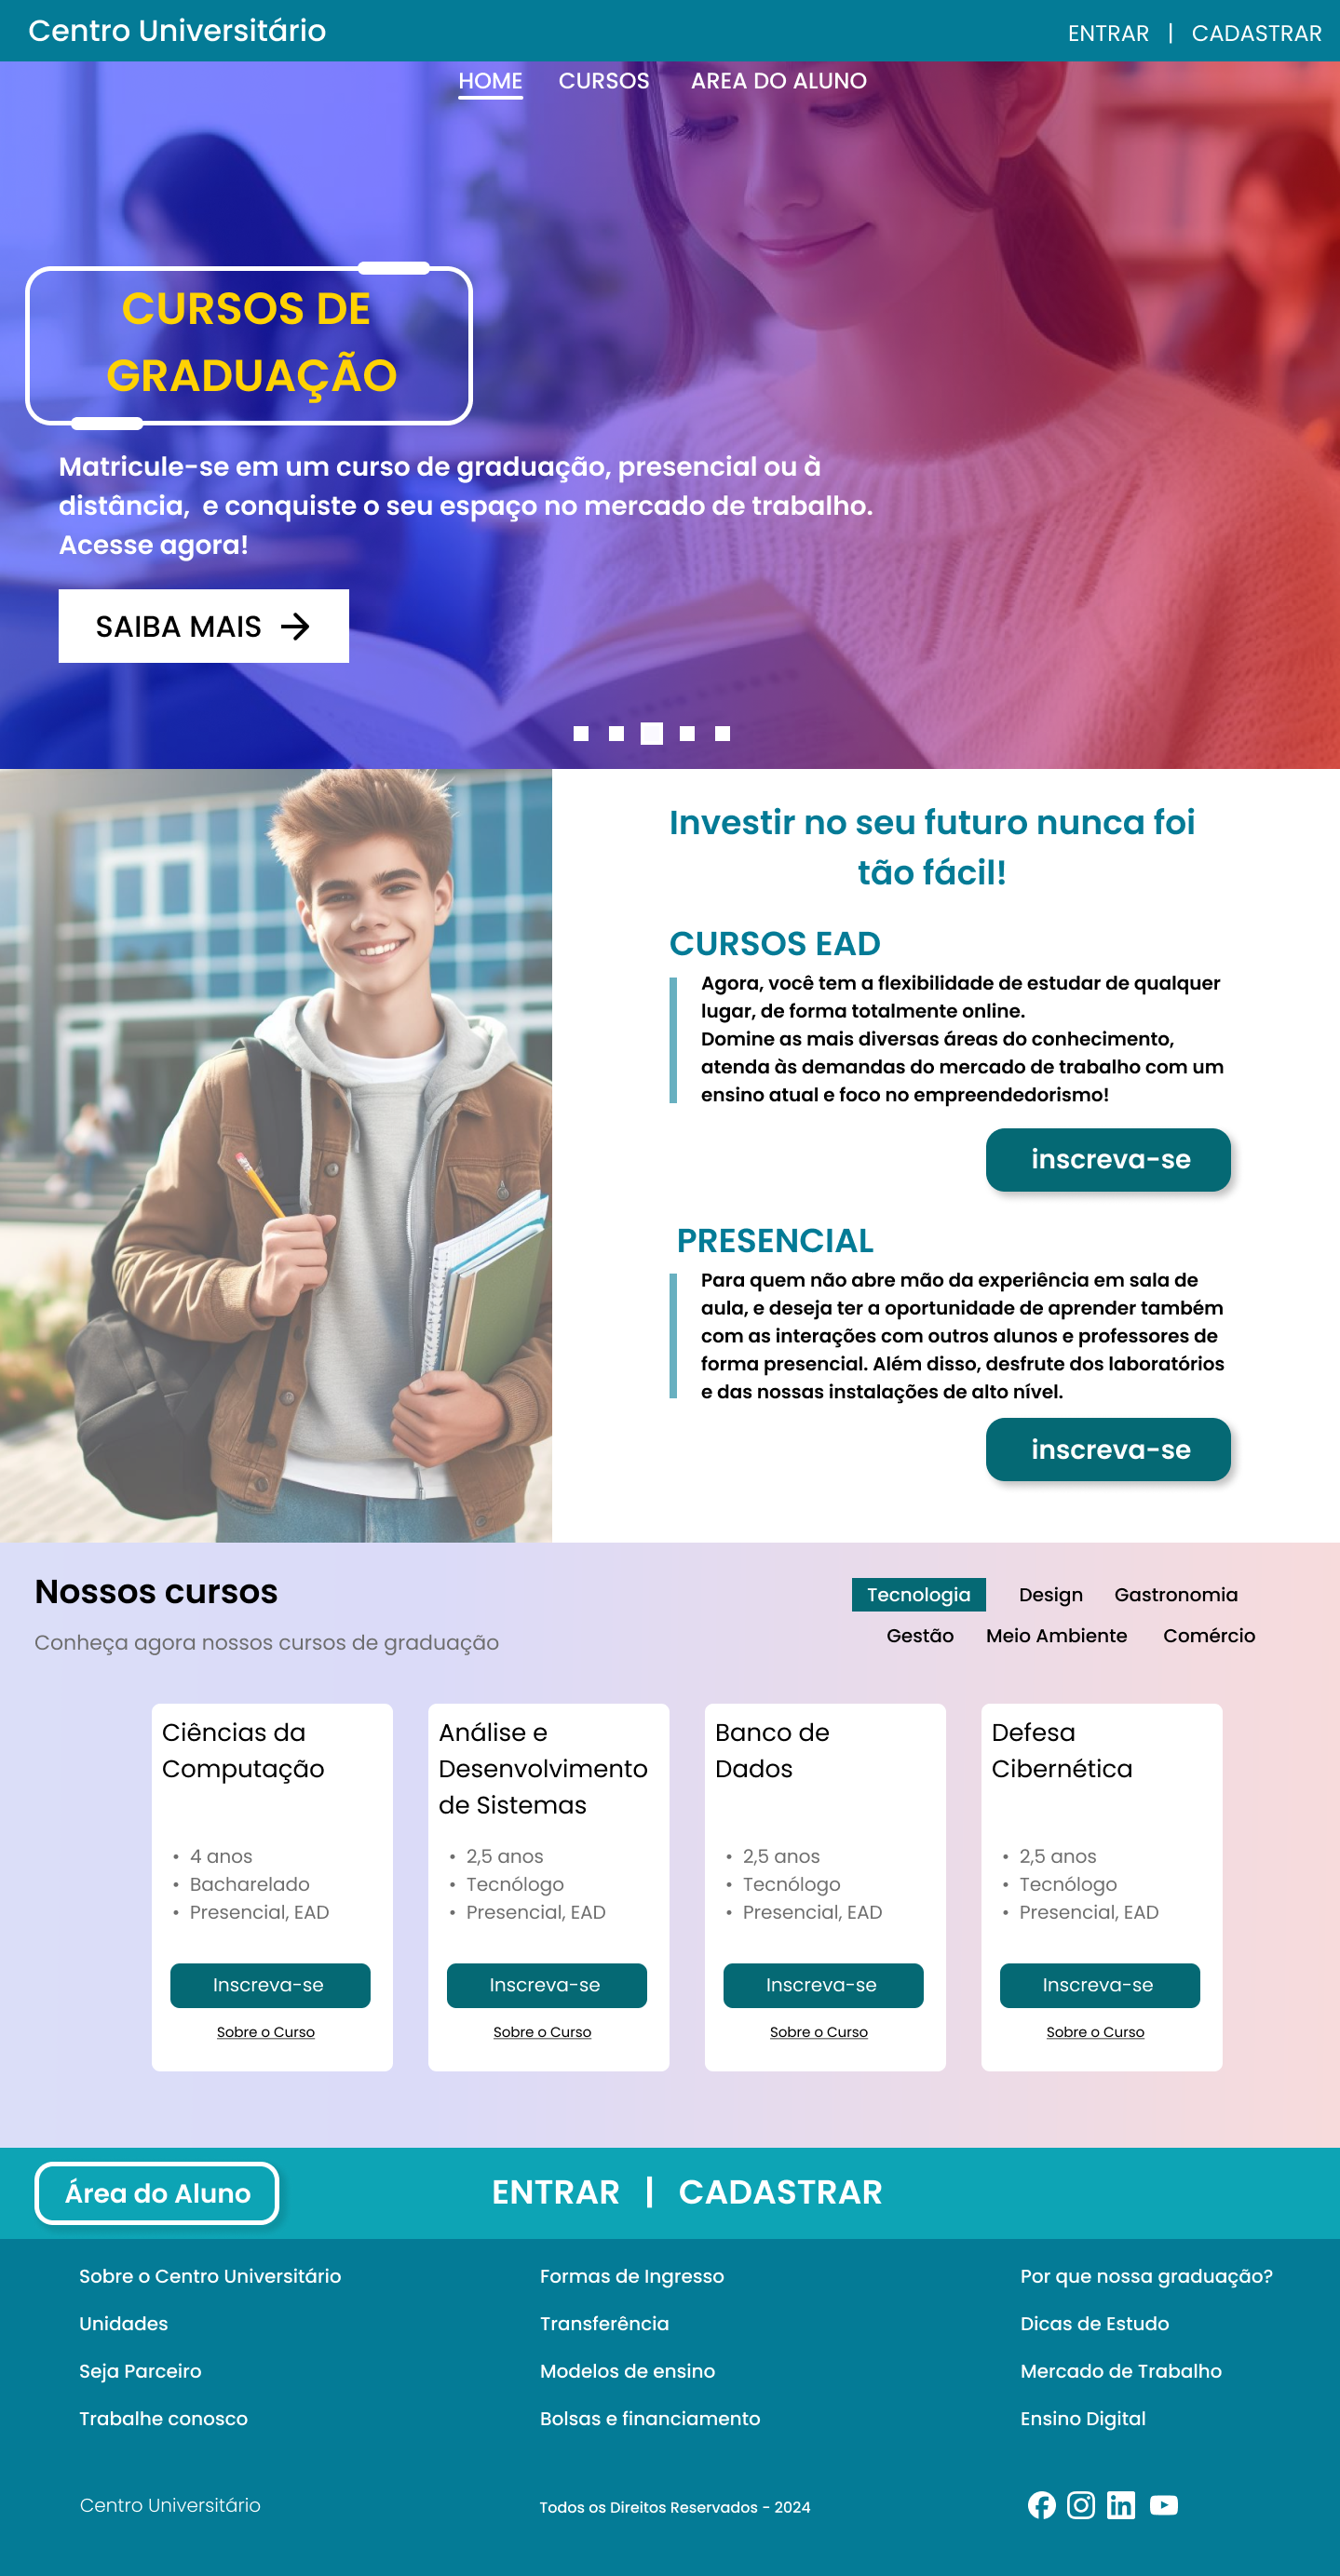 Centro Universitário
ENTRAR | CADASTRAR
HOME CURSOS AREA DO ALUNO
CURSOS DE
GRADUAÇÃO
Matricule-se em um curso de graduação, presencial ou à
distância, e conquiste o seu espaço no mercado de trabalho.
Acesse agora!
SAIBA MAIS →
Investir no seu futuro nunca foi
tão fácil!
CURSOS EAD
Agora, você tem a flexibilidade de estudar de qualquer
lugar, de forma totalmente online.
Domine as mais diversas áreas do conhecimento,
atenda às demandas do mercado de trabalho com um
ensino atual e foco no empreendedorismo!
inscreva-se
PRESENCIAL
Para quem não abre mão da experiência em sala de
aula, e deseja ter a oportunidade de aprender também
com as interações com outros alunos e professores de
forma presencial. Além disso, desfrute dos laboratórios
e das nossas instalações de alto nível.
inscreva-se
Nossos cursos
Conheça agora nossos cursos de graduação
Tecnologia Design Gastronomia
Gestão Meio Ambiente Comércio
Ciências da
Computação
• 4 anos
• Bacharelado
• Presencial, EAD
Inscreva-se
Sobre o Curso
Análise e
Desenvolvimento
de Sistemas
• 2,5 anos
• Tecnólogo
• Presencial, EAD
Inscreva-se
Sobre o Curso
Banco de
Dados
• 2,5 anos
• Tecnólogo
• Presencial, EAD
Inscreva-se
Sobre o Curso
Defesa
Cibernética
• 2,5 anos
• Tecnólogo
• Presencial, EAD
Inscreva-se
Sobre o Curso
Área do Aluno
ENTRAR | CADASTRAR
Sobre o Centro Universitário
Unidades
Seja Parceiro
Trabalhe conosco
Formas de Ingresso
Transferência
Modelos de ensino
Bolsas e financiamento
Por que nossa graduação?
Dicas de Estudo
Mercado de Trabalho
Ensino Digital
Centro Universitário
Todos os Direitos Reservados - 2024